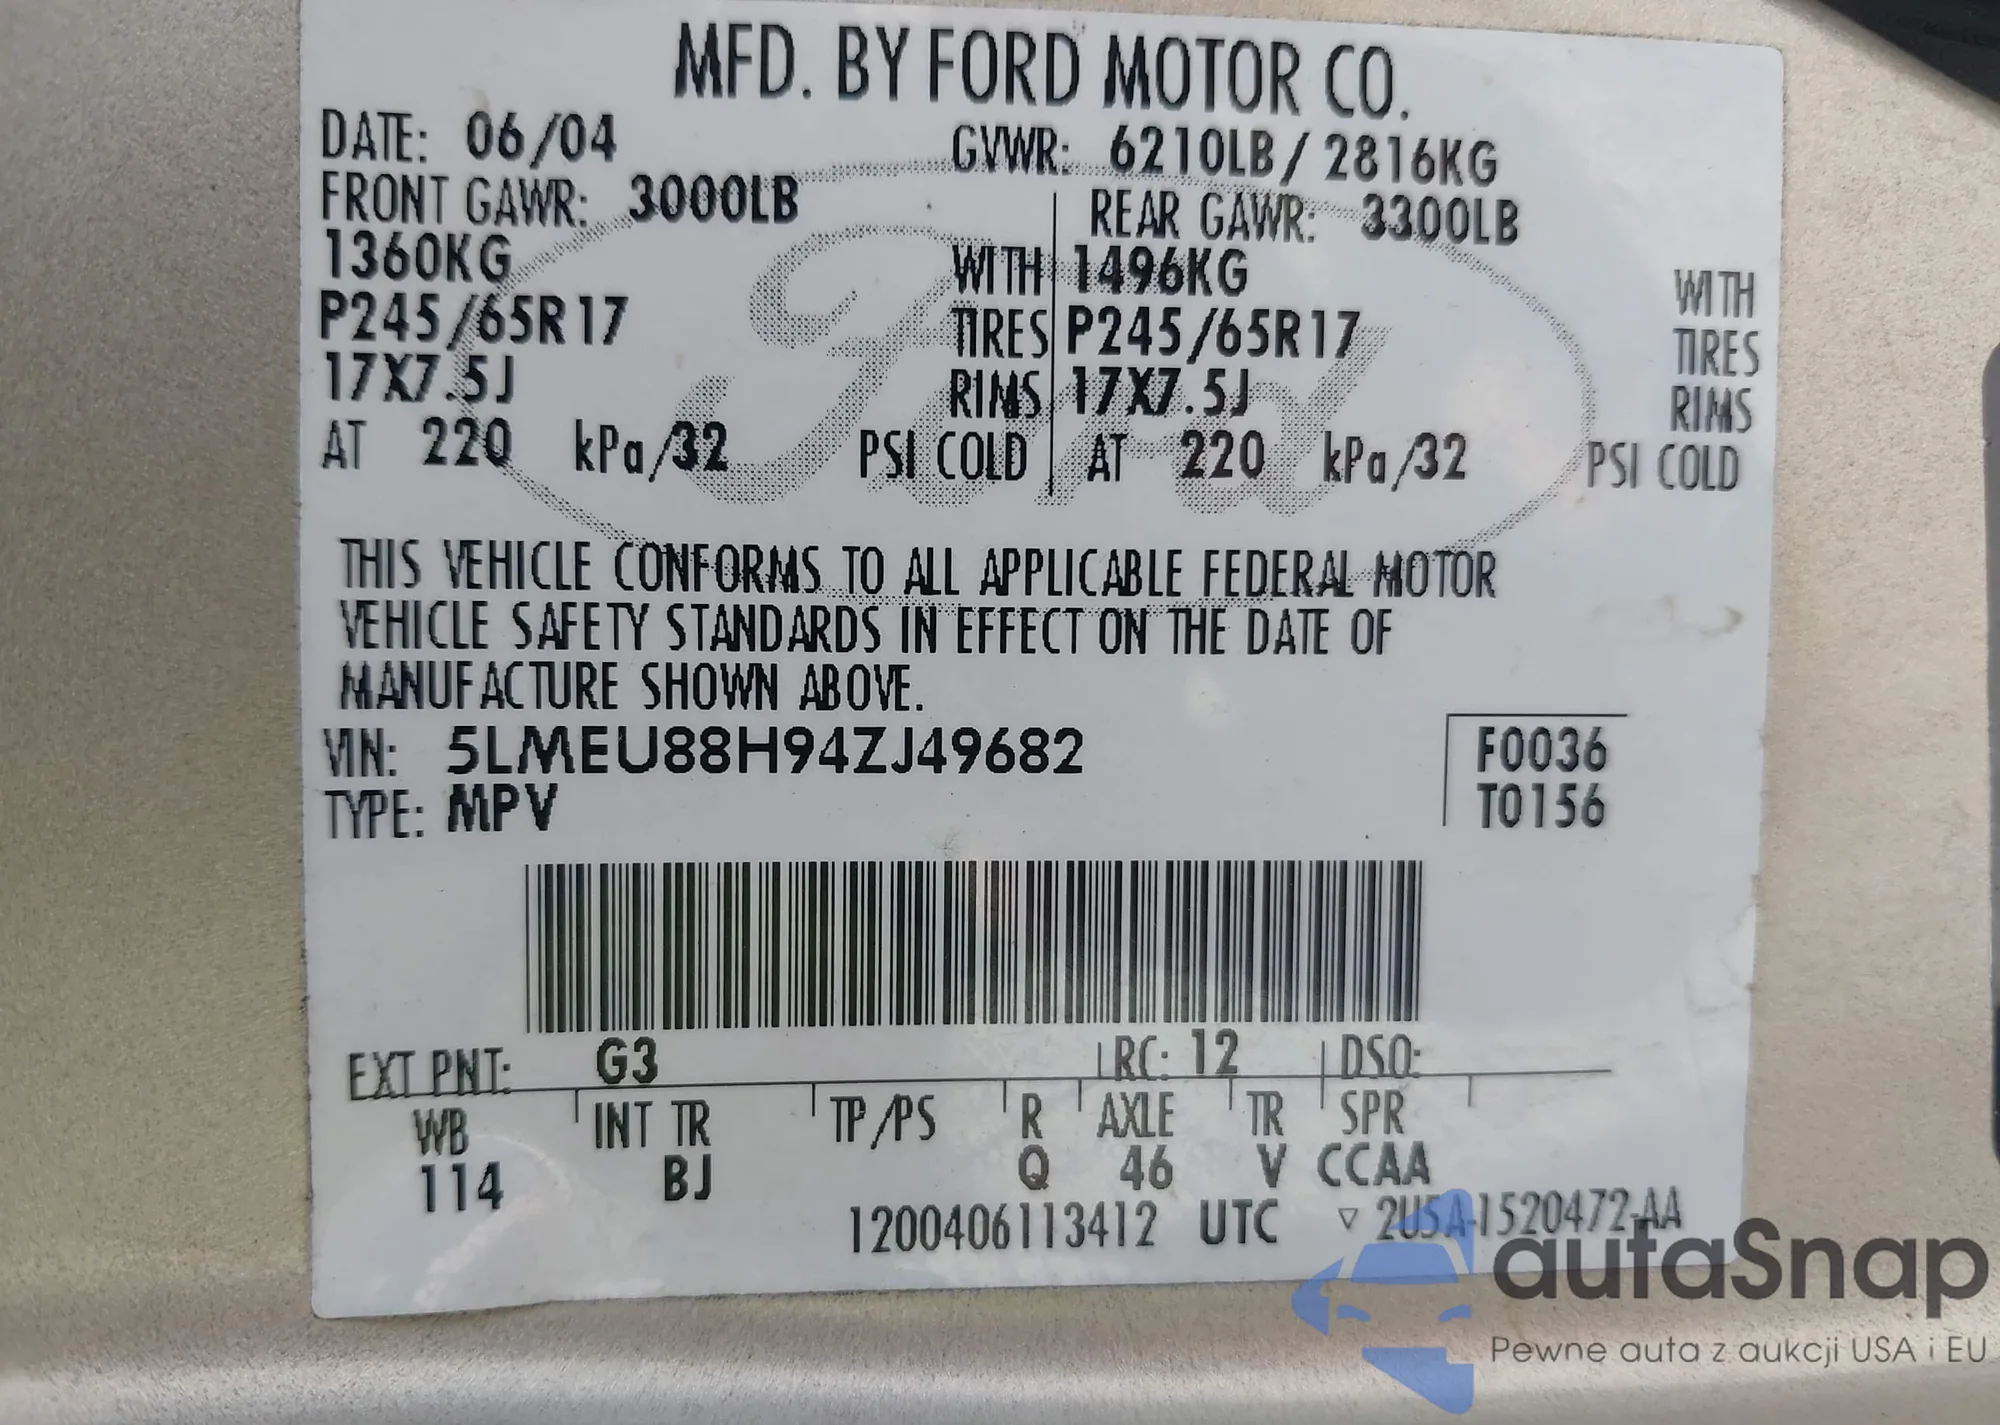 MFD. BY FORD MOTOR CO.
DATE: 06/04 GVWR: 6210LB/ 2816KG
FRONT GAWR: 3000LB REAR GAWR: 3300LB
1360KG WITH 1496KG WITH
P245/65R17 TIRES P245/65R17 TIRES
17X7.5J RIMS 17X7.5J RIMS
AT 220 kPa/32 PSI COLD AT 220 kPa/32 PSI COLD
Ford
THIS VEHICLE CONFORMS TO ALL APPLICABLE FEDERAL MOTOR
VEHICLE SAFETY STANDARDS IN EFFECT ON THE DATE OF
MANUFACTURE SHOWN ABOVE.
VIN: 5LMEU88H94ZJ49682 F0036
TYPE: MPV T0156
EXT PNT: G3 RC: 12 DSO:
WB INT TR TP/PS R AXLE TR SPR
114 BJ Q 46 V CCAA
1200406113412 UTC ▽ 2U5A-1520472-AA
autaSnap
Pewne auta z aukcji USA i EU